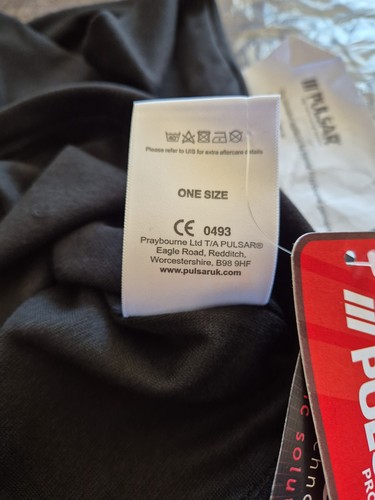 PULSAR
Please refer to UIS for extra aftercare details
ONE SIZE
CE 0493
Praybourne Ltd T/A PULSAR®
Eagle Road, Redditch,
Worcestershire, B98 9HF
www.pulsaruk.com